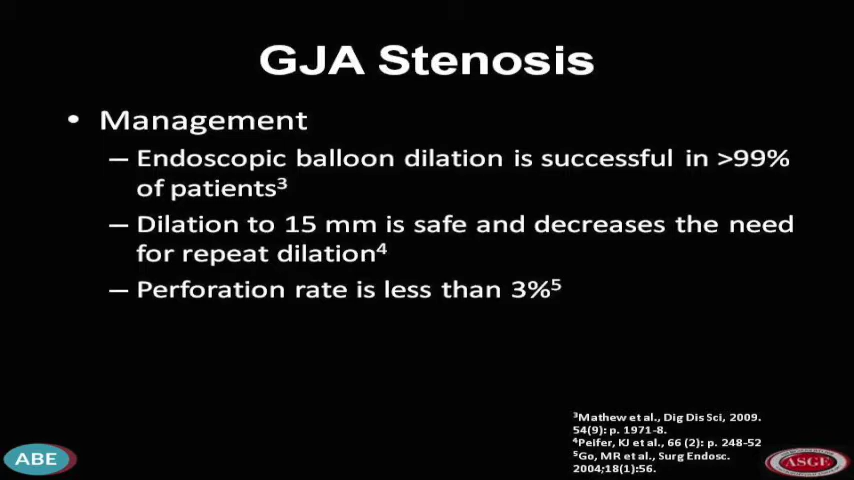 GJA Stenosis
• Management
– Endoscopic balloon dilation is successful in >99%
of patients³
– Dilation to 15 mm is safe and decreases the need
for repeat dilation⁴
– Perforation rate is less than 3%⁵
³Mathew et al., Dig Dis Sci, 2009.
54(9): p. 1971-8.
⁴Peifer, KJ et al., 66 (2): p. 248-52
⁵Go, MR et al., Surg Endosc.
2004;18(1):56.
ABE
ASGE